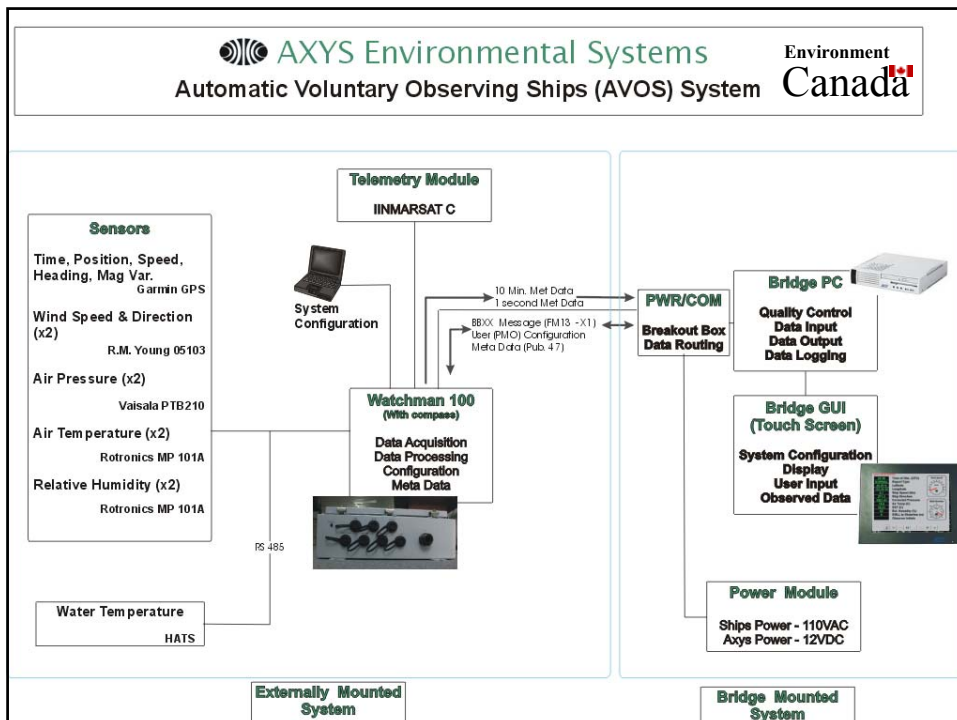 AXYS Environmental Systems
Automatic Voluntary Observing Ships (AVOS) System
Environment
Canada
Telemetry Module
IINMARSAT C
Sensors
Time, Position, Speed,
Heading, Mag Var.
Garmin GPS
Wind Speed & Direction
(x2)
R.M. Young 05103
Air Pressure (x2)
Vaisala PTB210
Air Temperature (x2)
Rotronics MP 101A
Relative Humidity (x2)
Rotronics MP 101A
System
Configuration
10 Min. Met Data
1 second Met Data
BBXX Message (FM13 - X1)
User (PMO) Configuration
Meta Data (Pub. 47)
Watchman 100
(With compass)
Data Acquisition
Data Processing
Configuration
Meta Data
RS 485
Water Temperature
HATS
Externally Mounted
System
PWR/COM
Breakout Box
Data Routing
Bridge PC
Quality Control
Data Input
Data Output
Data Logging
Bridge GUI
(Touch Screen)
System Configuration
Display
User Input
Observed Data
Power Module
Ships Power - 110VAC
Axys Power - 12VDC
Bridge Mounted
System